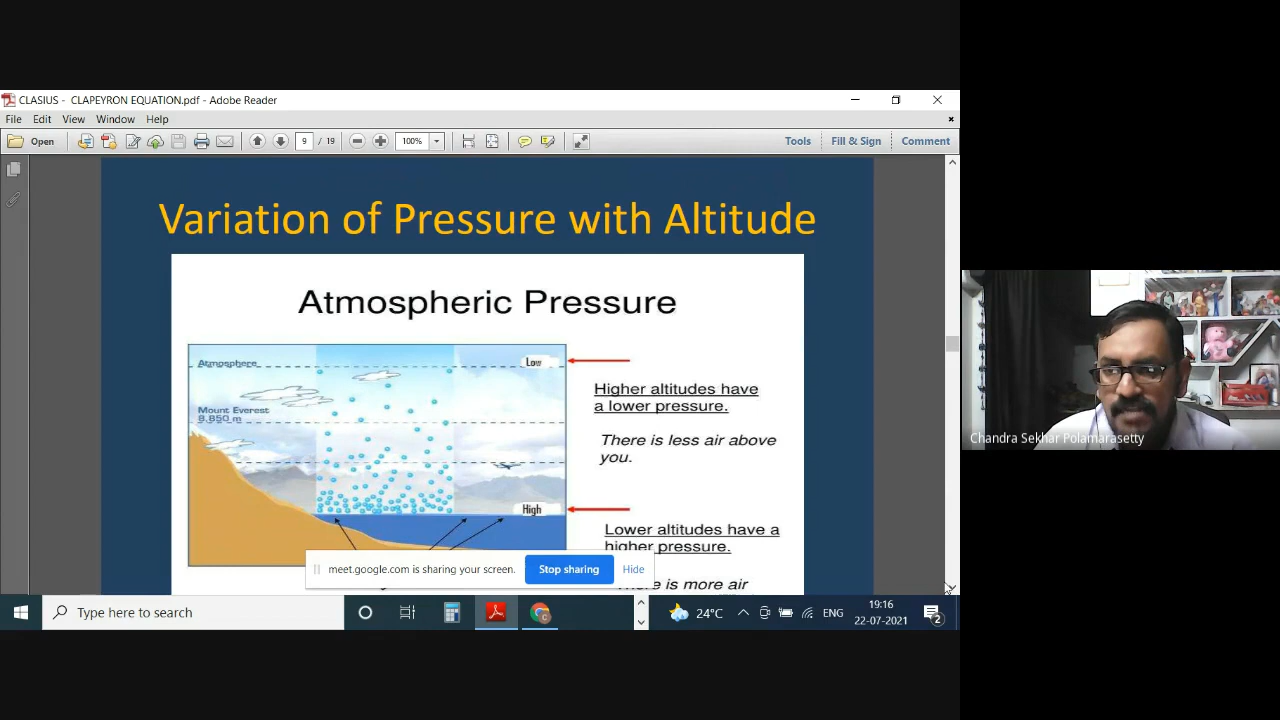 CLASIUS - CLAPEYRON EQUATION.pdf - Adobe Reader
File Edit View Window Help
Open 9 / 19 100% Tools Fill & Sign Comment
Variation of Pressure with Altitude
Atmospheric Pressure
Atmosphere
Low
Mount Everest
8,850 m
High
Higher altitudes have
a lower pressure.
There is less air above
you.
Lower altitudes have a
higher pressure.
is more air
meet.google.com is sharing your screen. Stop sharing Hide
Chandra Sekhar Polamarasetty
Type here to search
24°C ENG
19:16
22-07-2021
2